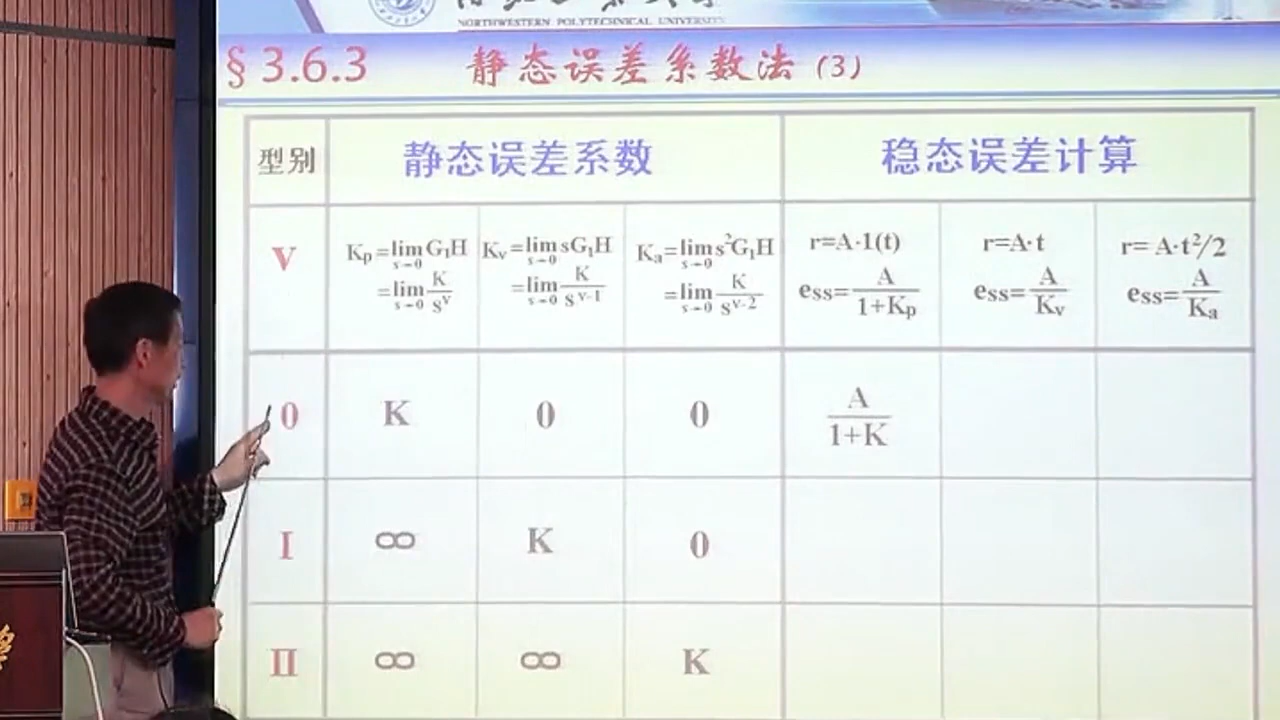 NORTHWESTERN POLYTECHNICAL UNIVERSITY
§3.6.3 静态误差系数法(3)
型别 静态误差系数 稳态误差计算
V Kp=lim s→0 G1H =lim s→0 K/s^v Kv=lim s→0 sG1H =lim s→0 K/s^v-1 Ka=lim s→0 s²G1H =lim s→0 K/s^v-2 r=A·1(t) ess=A/1+Kp r=A·t ess=A/Kv r=A·t²/2 ess=A/Ka
0 K 0 0 A/1+K
I ∞ K 0
II ∞ ∞ K